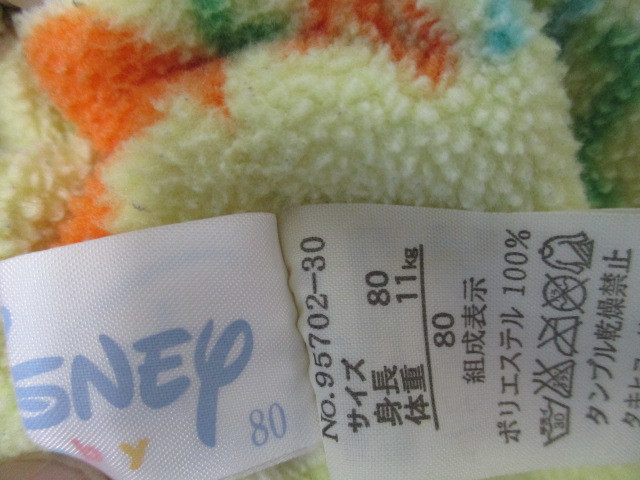 SNEY
b y
80
NO.95702-30
サイズ 80
身長 80
体重 11kg
組成表示
ポリエステル 100%
タンブル乾燥禁止